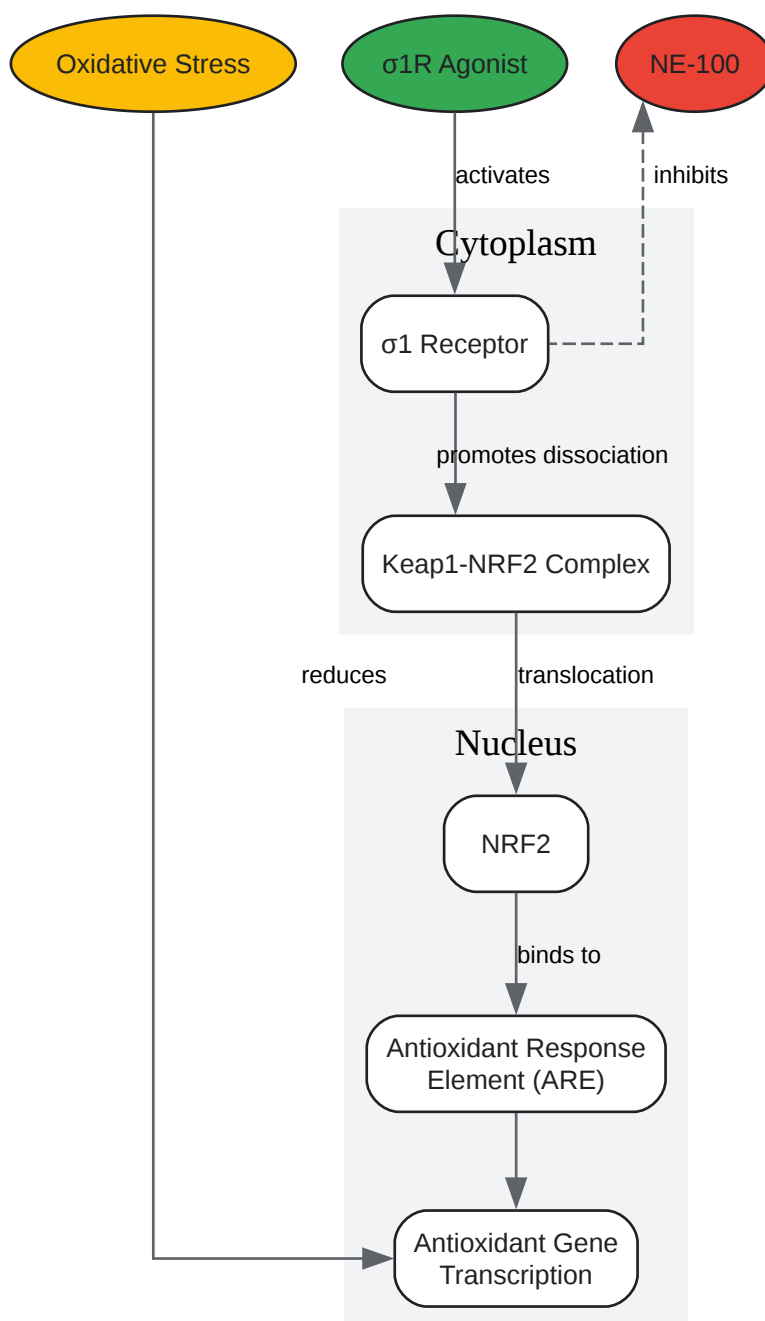 Oxidative Stress
σ1R Agonist
NE-100
activates
inhibits
Cytoplasm
σ1 Receptor
promotes dissociation
Keap1-NRF2 Complex
reduces
translocation
Nucleus
NRF2
binds to
Antioxidant Response
Element (ARE)
Antioxidant Gene
Transcription